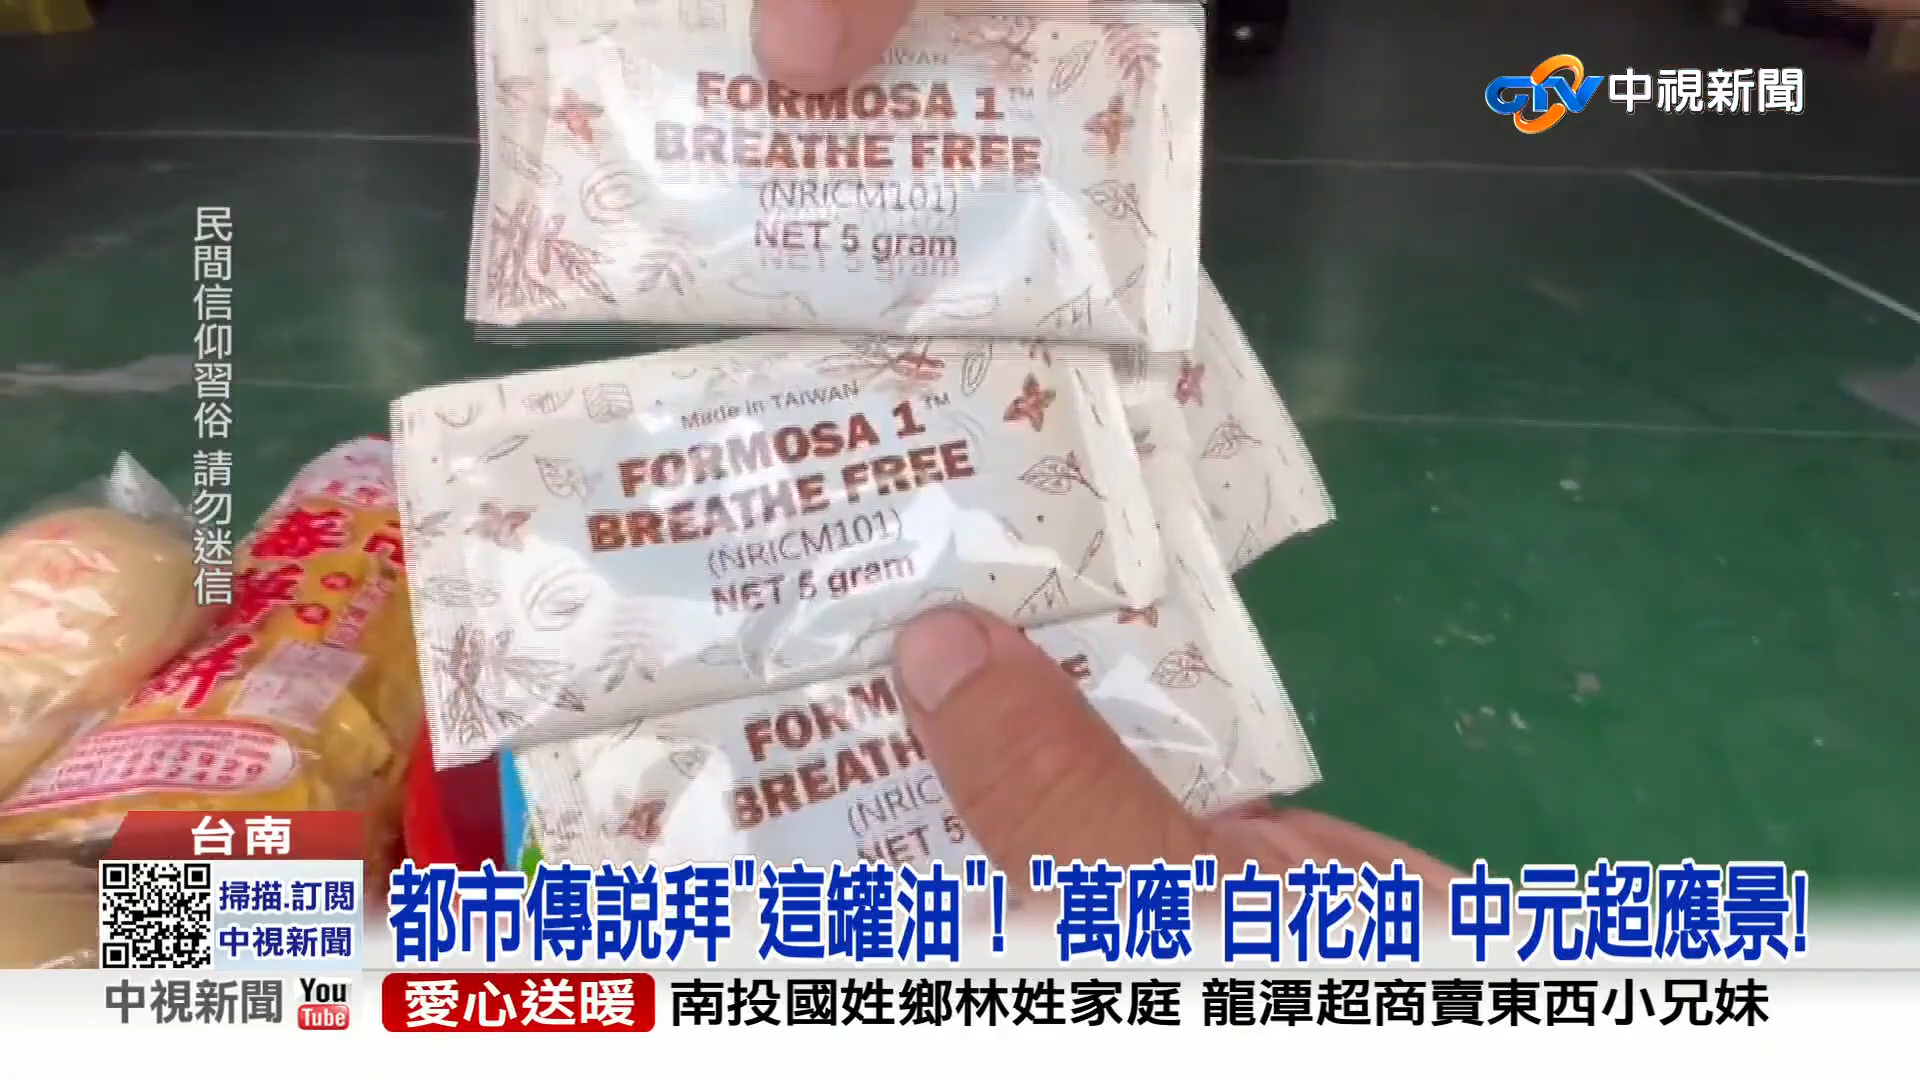 CTV 中視新聞
民間信仰習俗 請勿迷信
FORMOSA 1™
BREATHE FREE
(NRICM101)
NET 5 gram
Made in TAIWAN
FORMOSA 1™
BREATHE FREE
(NRICM101)
NET 5 gram
FORM
BREATH
(NRIC
NET 5
台南
掃描.訂閱
中視新聞
都市傳説拜"這罐油"! "萬應"白花油 中元超應景!
中視新聞 You Tube
愛心送暖 南投國姓鄉林姓家庭 龍潭超商賣東西小兄妹